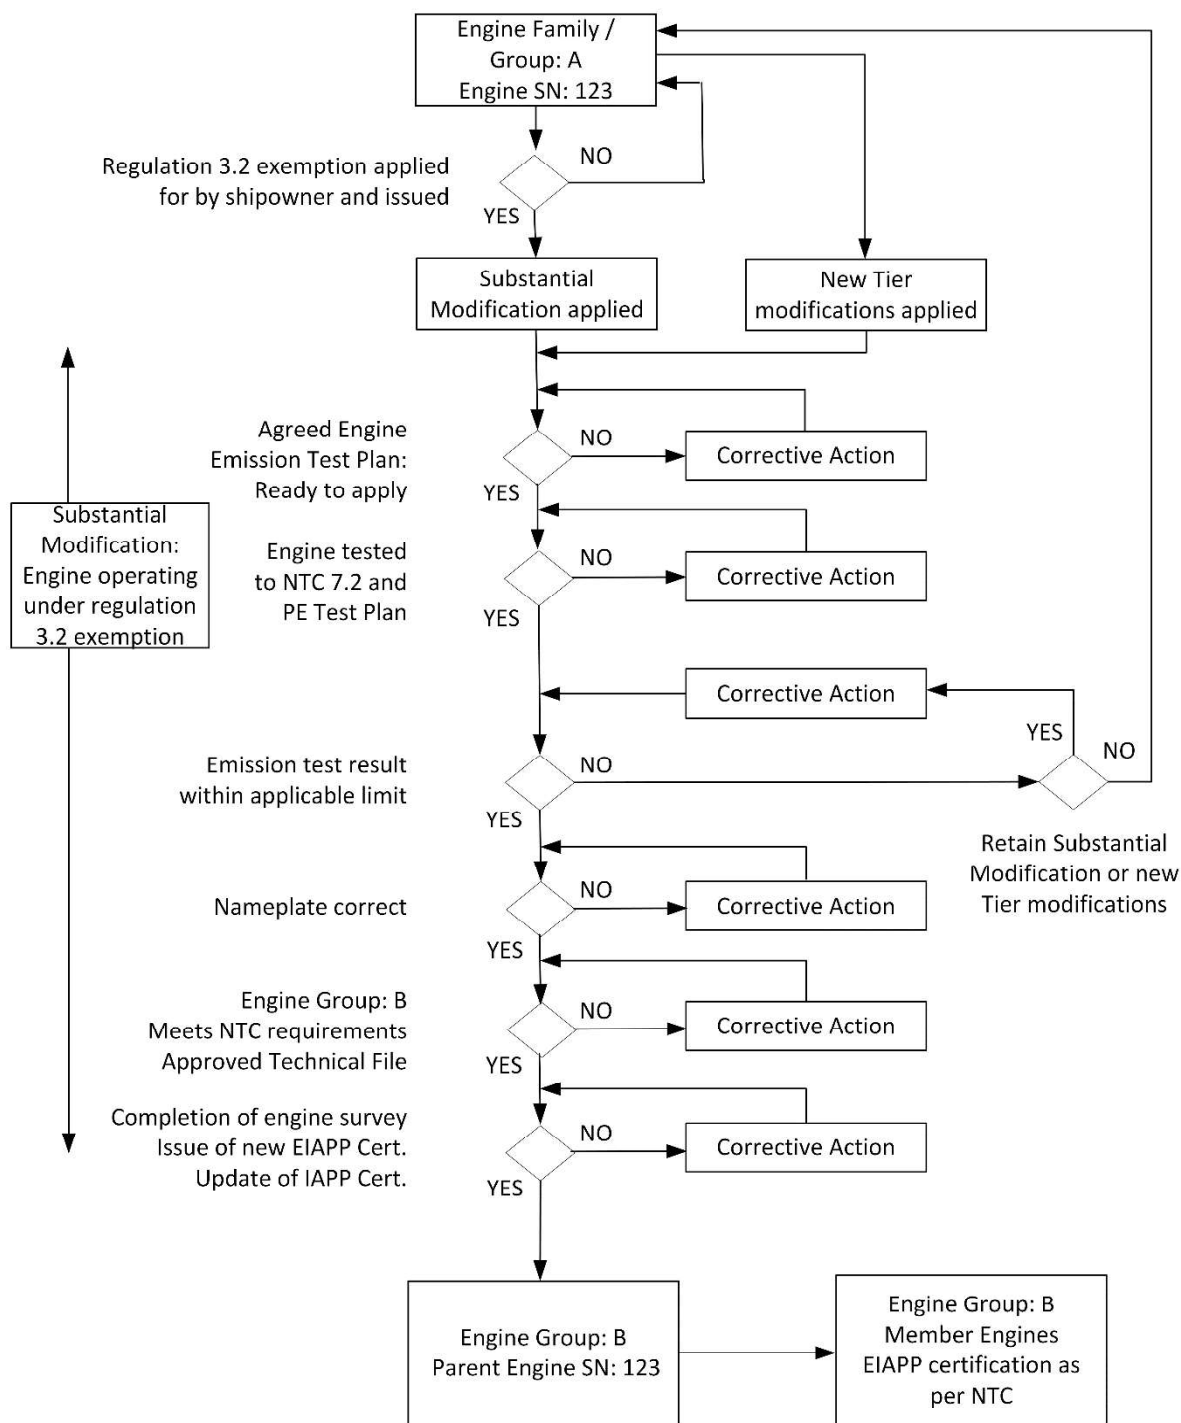 Engine Family /
Group: A
Engine SN: 123
Regulation 3.2 exemption applied
for by shipowner and issued
NO
YES
Substantial
Modification applied
New Tier
modifications applied
Agreed Engine
Emission Test Plan:
Ready to apply
NO
YES
Corrective Action
Substantial
Modification:
Engine operating
under regulation
3.2 exemption
Engine tested
to NTC 7.2 and
PE Test Plan
NO
YES
Corrective Action
Corrective Action
YES
NO
Emission test result
within applicable limit
NO
YES
Retain Substantial
Modification or new
Tier modifications
Nameplate correct
NO
YES
Corrective Action
Engine Group: B
Meets NTC requirements
Approved Technical File
NO
YES
Corrective Action
Completion of engine survey
Issue of new EIAPP Cert.
Update of IAPP Cert.
NO
YES
Corrective Action
Engine Group: B
Parent Engine SN: 123
Engine Group: B
Member Engines
EIAPP certification as
per NTC